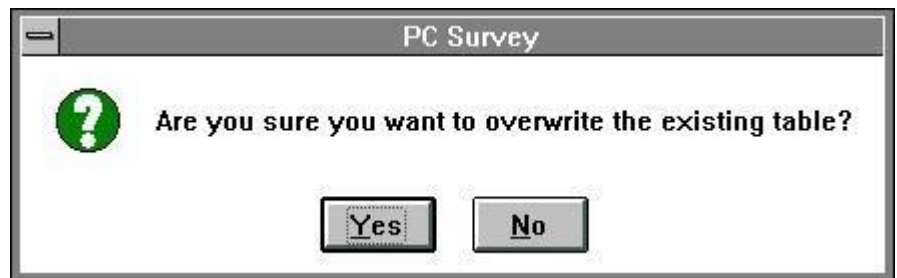 PC Survey
?
Are you sure you want to overwrite the existing table?
Yes No